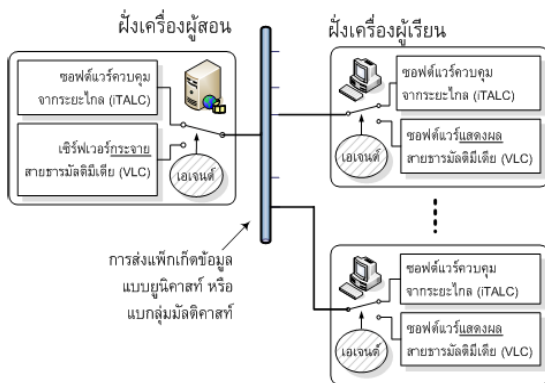 ฝั่งเครื่องผู้สอน
ซอฟต์แวร์ควบคุม
จากระยะไกล (iTALC)
เซิร์ฟเวอร์กระจาย
สายธารมัลติมีเดีย (VLC)
เอเจนต์
การส่งแพ็กเก็ตข้อมูล
แบบยูนิคาสท์ หรือ
แบกลุ่มมัลติคาสท์
ฝั่งเครื่องผู้เรียน
ซอฟต์แวร์ควบคุม
จากระยะไกล (iTALC)
ซอฟต์แวร์แสดงผล
สายธารมัลติมีเดีย (VLC)
เอเจนต์
ซอฟต์แวร์ควบคุม
จากระยะไกล (iTALC)
ซอฟต์แวร์แสดงผล
สายธารมัลติมีเดีย (VLC)
เอเจนต์